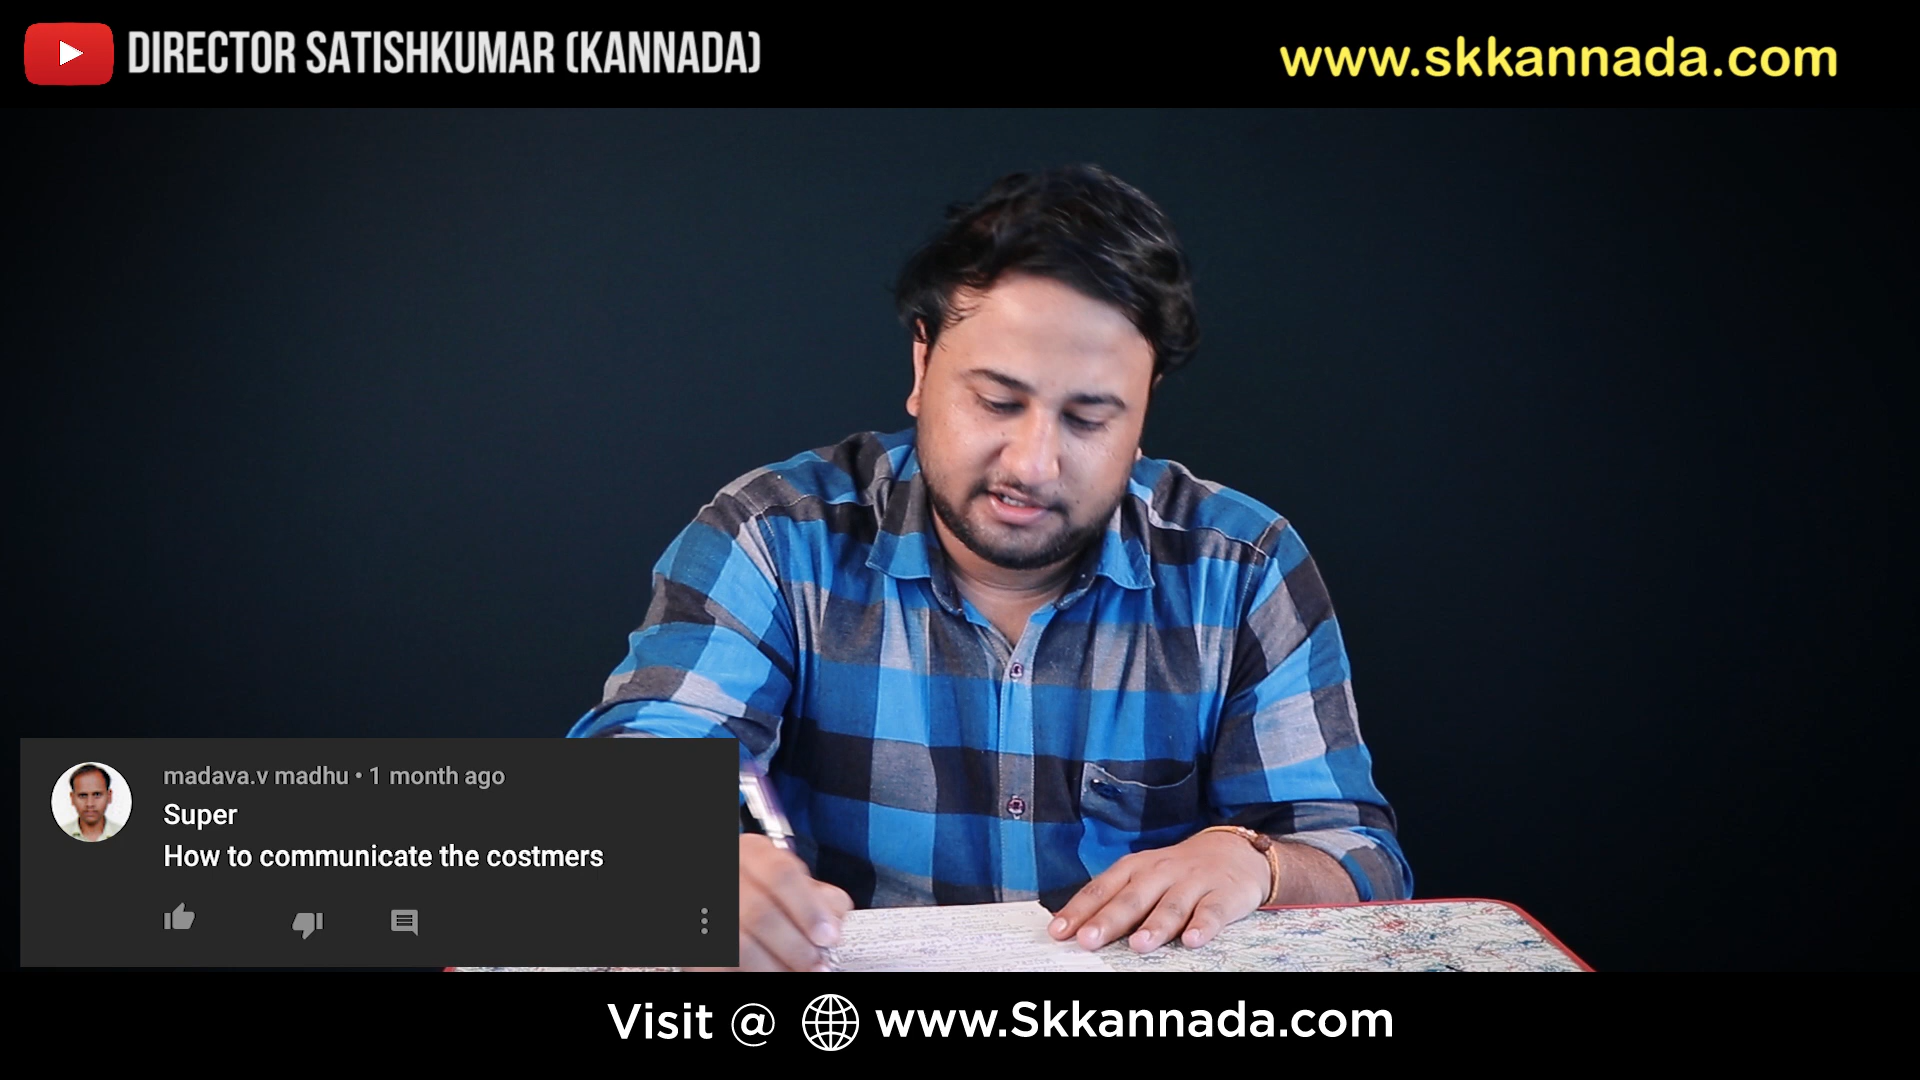 DIRECTOR SATISHKUMAR (KANNADA)
www.skkannada.com
madava.v madhu • 1 month ago
Super
How to communicate the costmers
Visit @ www.Skkannada.com